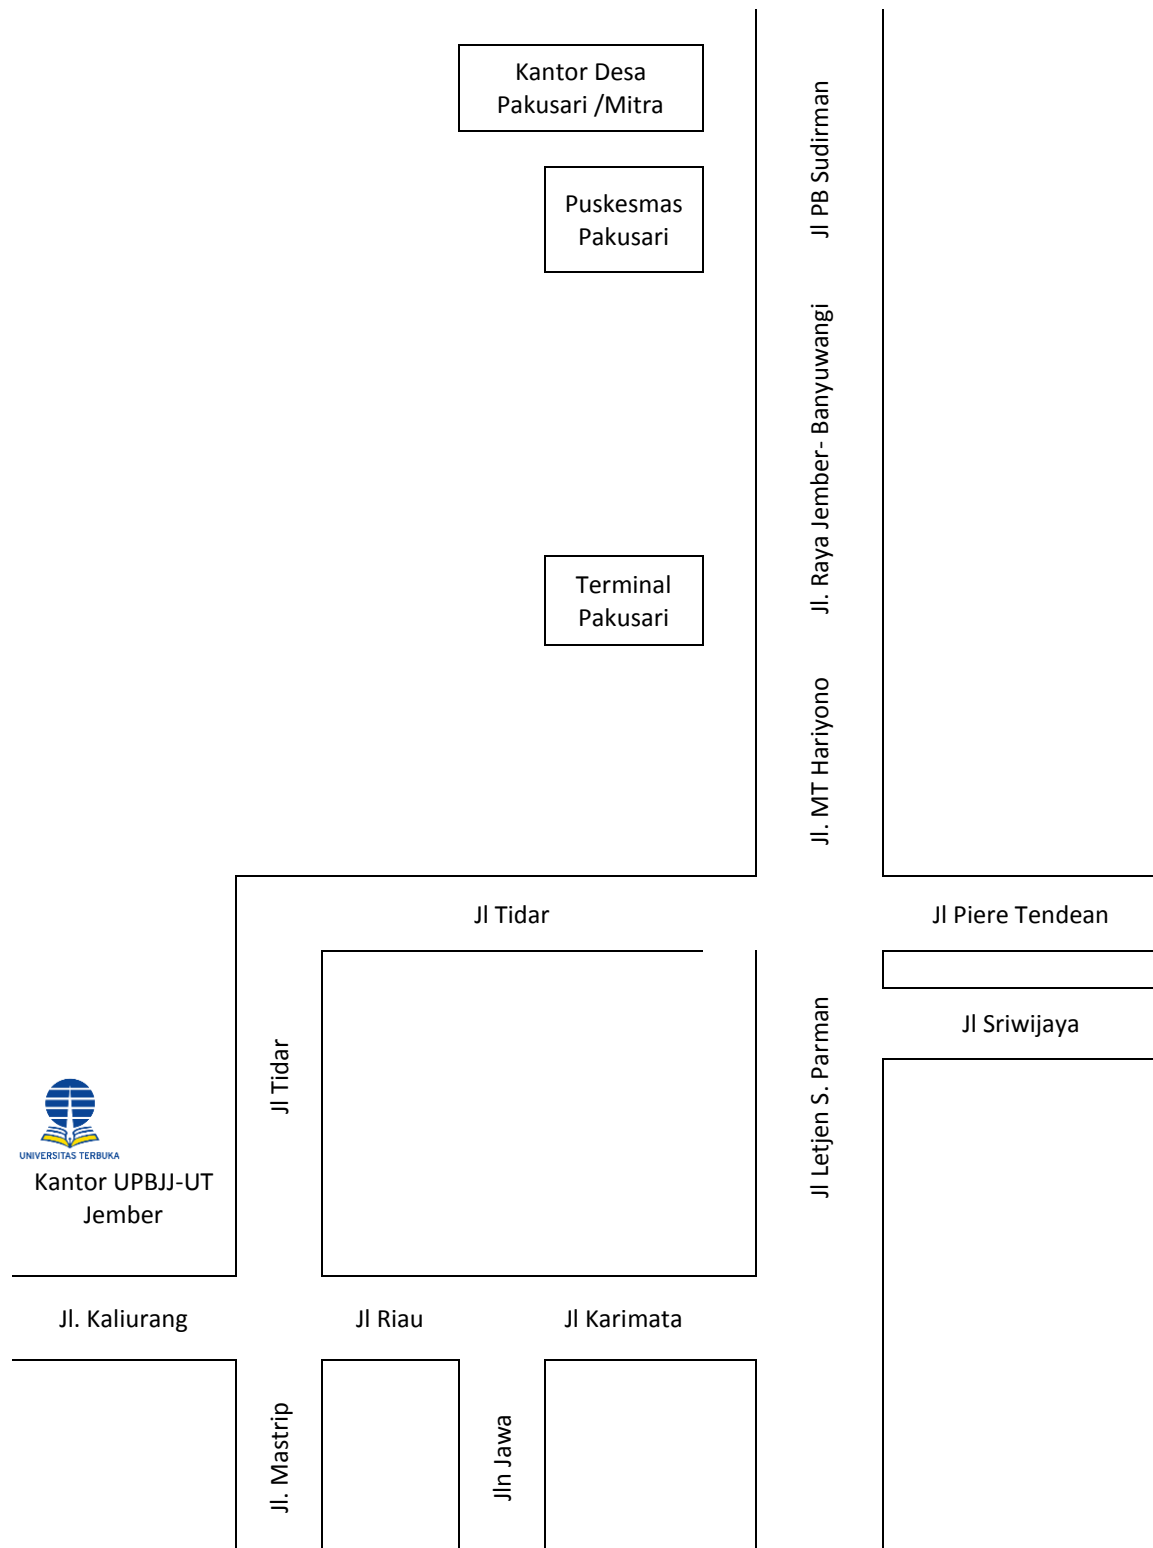 Kantor Desa
Pakusari /Mitra
Jl PB Sudirman
Puskesmas
Pakusari
Jl. Raya Jember- Banyuwangi
Terminal
Pakusari
Jl. MT Hariyono
Jl Tidar
Jl Piere Tendean
Jl Sriwijaya
Jl Tidar
Jl Letjen S. Parman
UNIVERSITAS TERBUKA
Kantor UPBJJ-UT
Jember
Jl. Kaliurang
Jl Riau
Jl Karimata
Jl. Mastrip
Jln Jawa